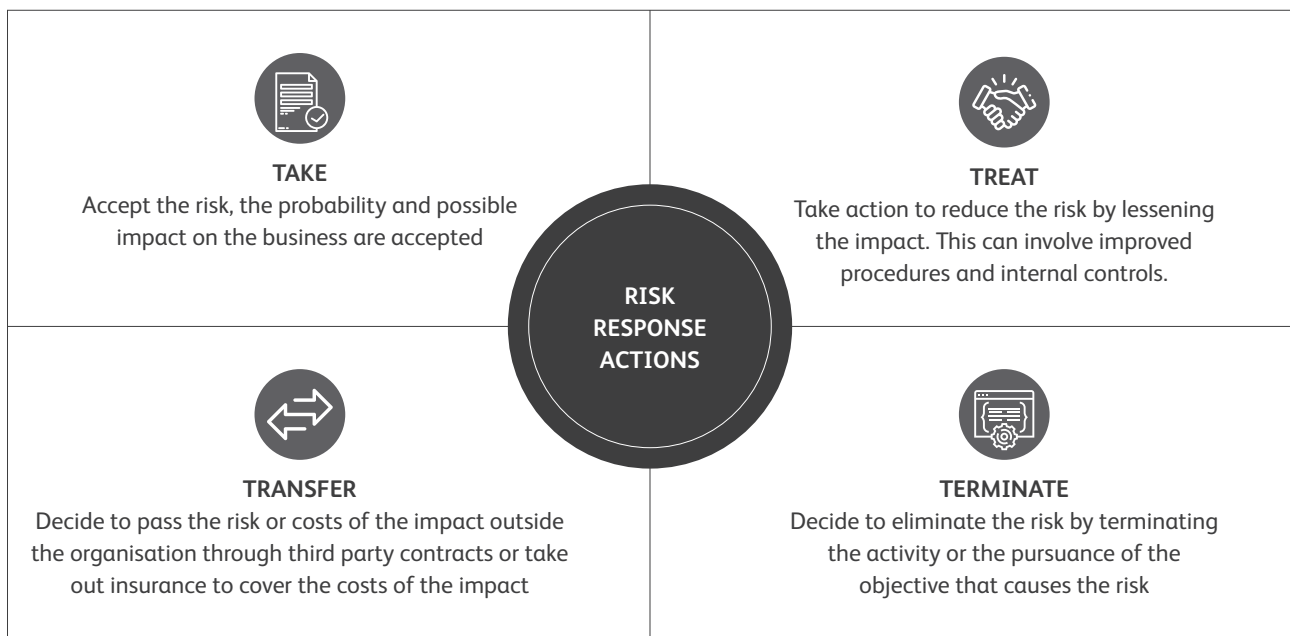 TAKE
Accept the risk, the probability and possible
impact on the business are accepted
TREAT
Take action to reduce the risk by lessening
the impact. This can involve improved
procedures and internal controls.
RISK
RESPONSE
ACTIONS
TRANSFER
Decide to pass the risk or costs of the impact outside
the organisation through third party contracts or take
out insurance to cover the costs of the impact
TERMINATE
Decide to eliminate the risk by terminating
the activity or the pursuance of the
objective that causes the risk